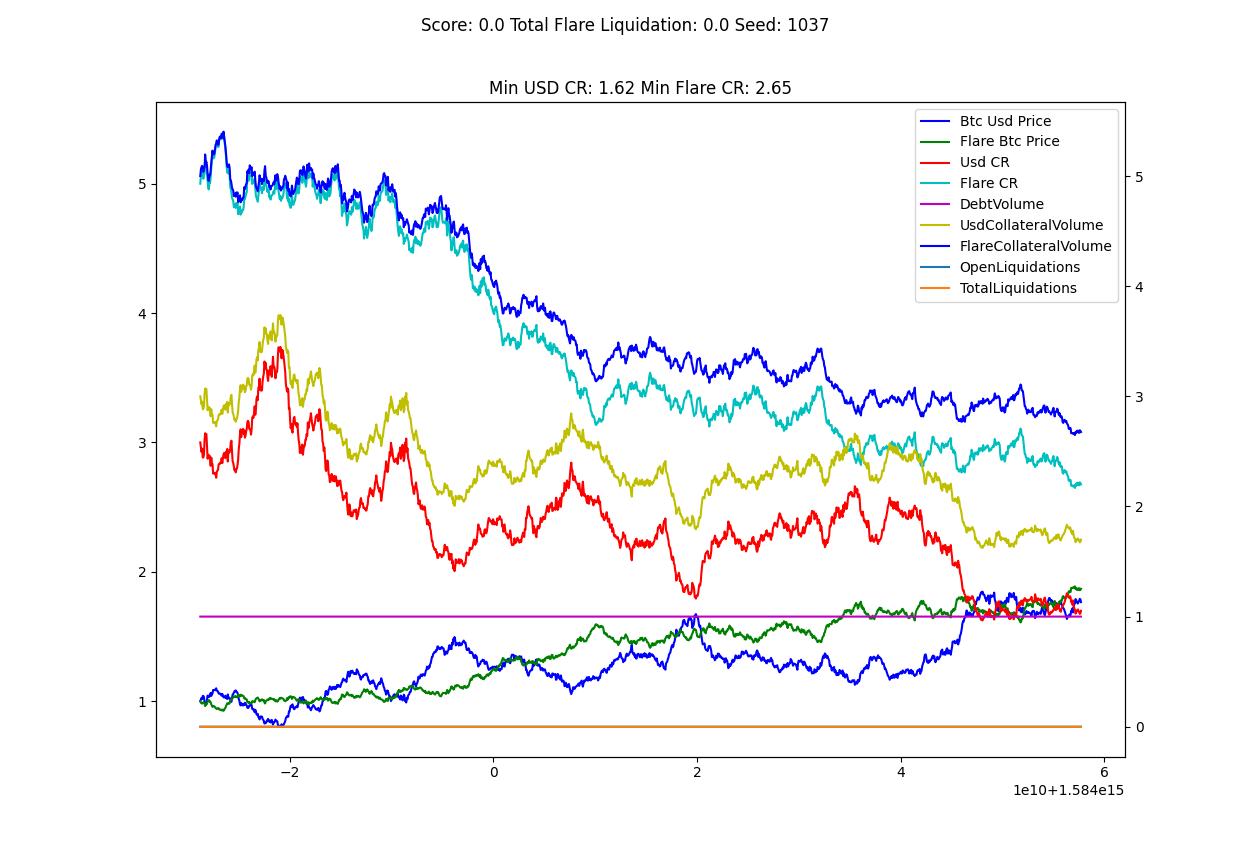 Score: 0.0 Total Flare Liquidation: 0.0 Seed: 1037
Min USD CR: 1.62 Min Flare CR: 2.65
Btc Usd Price
Flare Btc Price
Usd CR
Flare CR
DebtVolume
UsdCollateralVolume
FlareCollateralVolume
OpenLiquidations
TotalLiquidations
5
4
3
2
1
5
4
3
2
1
0
−2 0 2 4 6
1e10+1.584e15